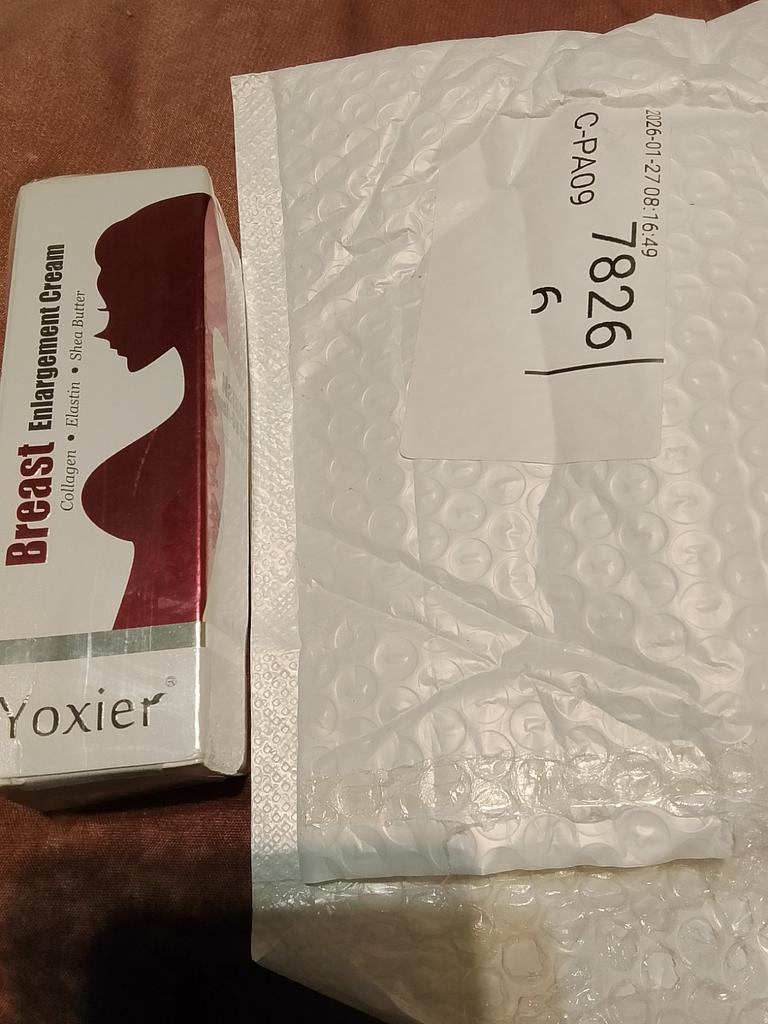 Breast Enlargement Cream
Collagen • Elastin • Shea Butter
Yoxier®
2026-01-27 08:16:49
C-PA09
7826
6